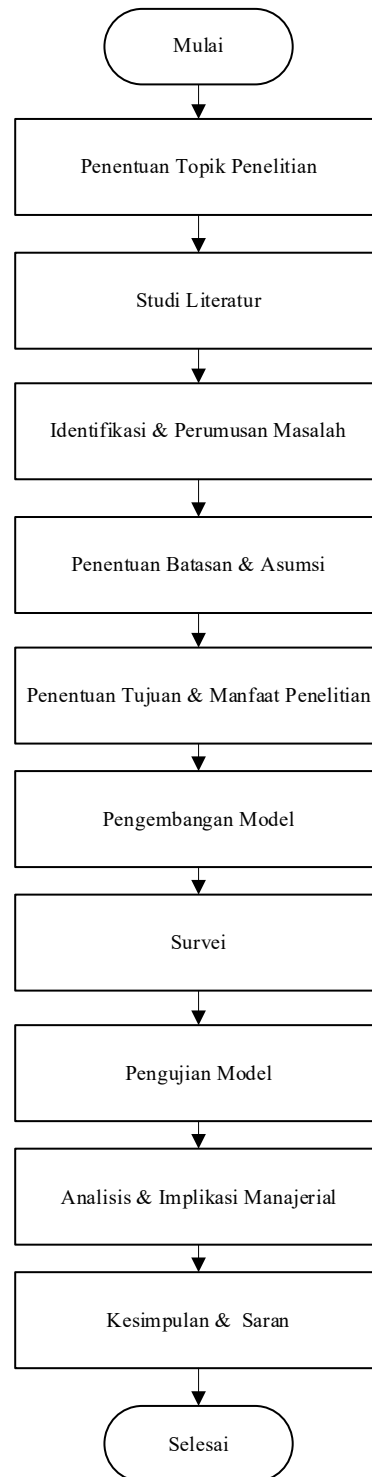 Mulai
Penentuan Topik Penelitian
Studi Literatur
Identifikasi & Perumusan Masalah
Penentuan Batasan & Asumsi
Penentuan Tujuan & Manfaat Penelitian
Pengembangan Model
Survei
Pengujian Model
Analisis & Implikasi Manajerial
Kesimpulan & Saran
Selesai